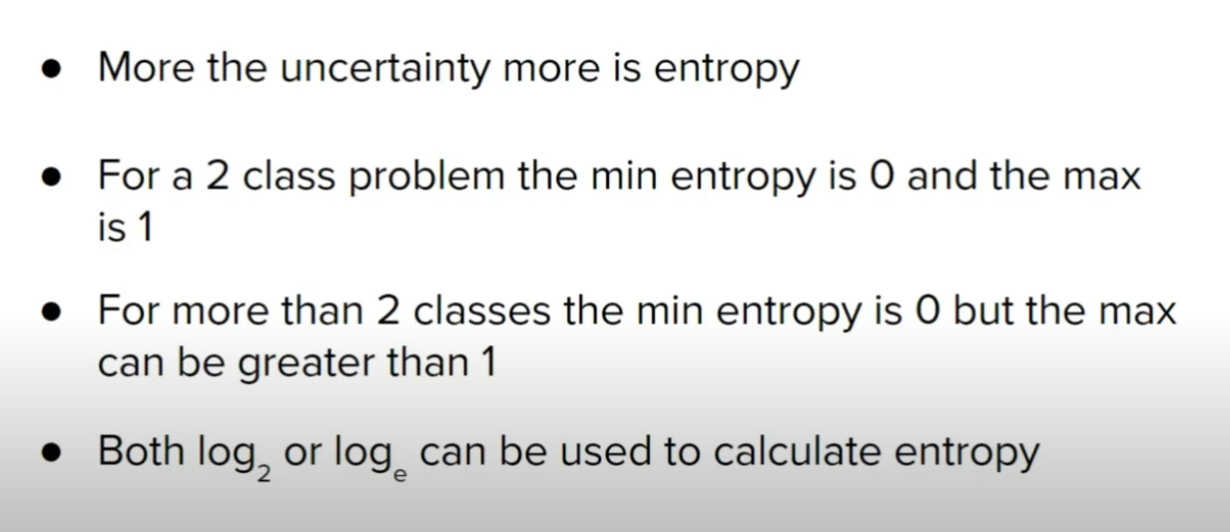 ● More the uncertainty more is entropy
● For a 2 class problem the min entropy is 0 and the max
is 1
● For more than 2 classes the min entropy is 0 but the max
can be greater than 1
● Both log₂ or logₑ can be used to calculate entropy